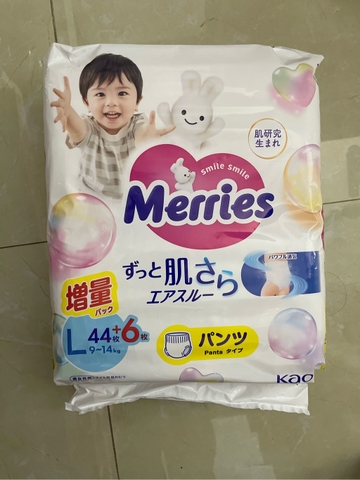 肌研究
生まれ
smile smile
Merries
ずっと肌さら
エアスルー
増量
パック
L 44枚+6枚
9~14kg
パンツ
Pants タイプ
Kao